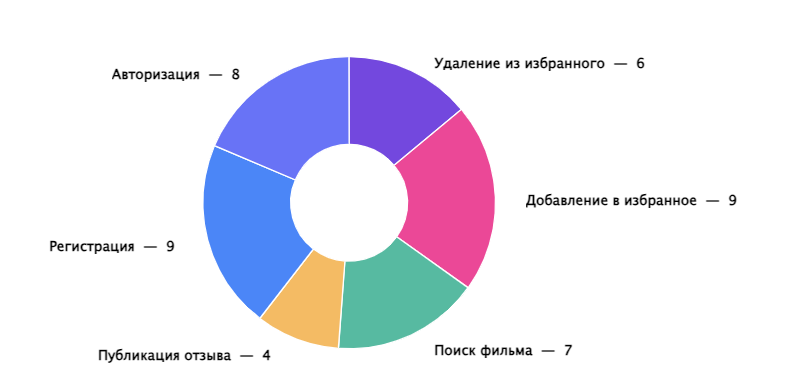 Удаление из избранного — 6
Авторизация — 8
Добавление в избранное — 9
Регистрация — 9
Поиск фильма — 7
Публикация отзыва — 4